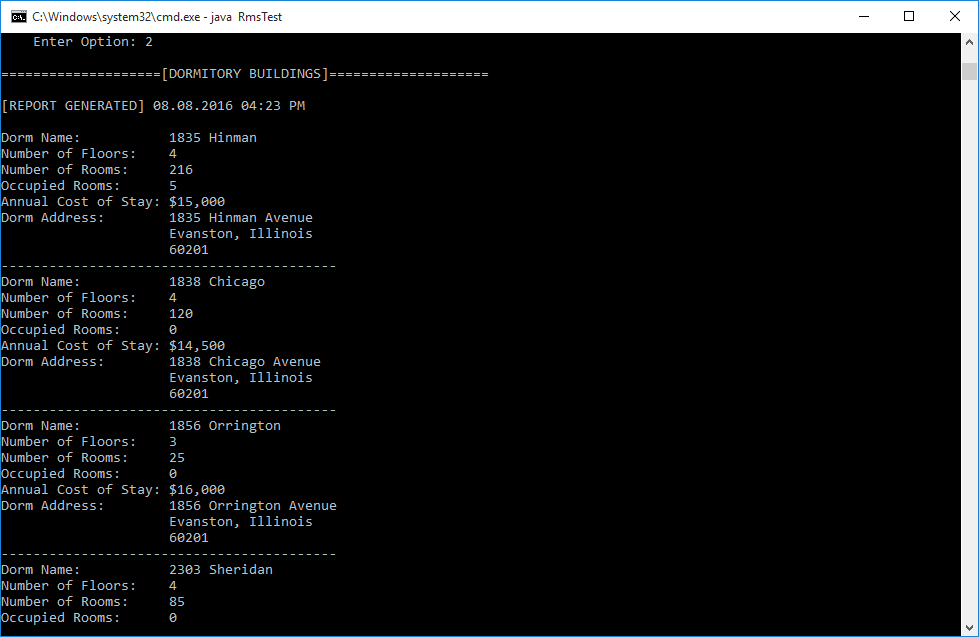 C:\Windows\system32\cmd.exe - java  RmsTest
    Enter Option: 2
====================[DORMITORY BUILDINGS]====================
[REPORT GENERATED] 08.08.2016 04:23 PM
Dorm Name:           1835 Hinman
Number of Floors:    4
Number of Rooms:     216
Occupied Rooms:      5
Annual Cost of Stay: $15,000
Dorm Address:        1835 Hinman Avenue
                     Evanston, Illinois
                     60201
------------------------------------------
Dorm Name:           1838 Chicago
Number of Floors:    4
Number of Rooms:     120
Occupied Rooms:      0
Annual Cost of Stay: $14,500
Dorm Address:        1838 Chicago Avenue
                     Evanston, Illinois
                     60201
------------------------------------------
Dorm Name:           1856 Orrington
Number of Floors:    3
Number of Rooms:     25
Occupied Rooms:      0
Annual Cost of Stay: $16,000
Dorm Address:        1856 Orrington Avenue
                     Evanston, Illinois
                     60201
------------------------------------------
Dorm Name:           2303 Sheridan
Number of Floors:    4
Number of Rooms:     85
Occupied Rooms:      0